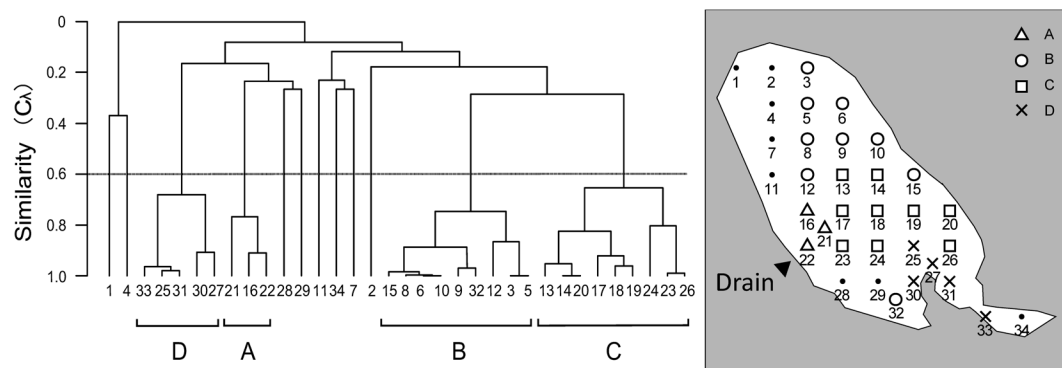 Similarity (Cλ)
0
0.2
0.4
0.6
0.8
1.0
1 4 33 25 31 30 27 21 16 22 28 29 11 34 7 2 15 8 6 10 9 32 12 3 5 13 14 20 17 18 19 24 23 26
D A B C
A
B
C
D
1 2 3
4 5 6
7 8 9 10
11 12 13 14 15
16 17 18 19 20
21
22 23 24 25 26
27
Drain
28 29 30 31
32
33 34